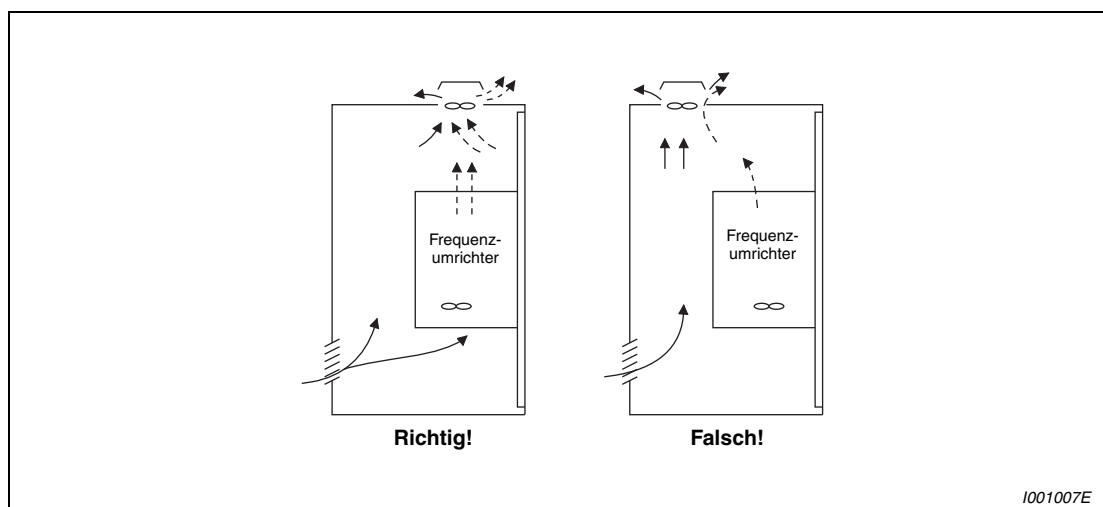 Frequenz-
umrichter
Frequenz-
umrichter
Richtig!
Falsch!
I001007E